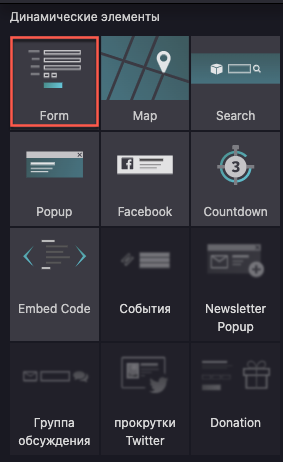 Динамические элементы
Form
Map
Search
Popup
Facebook
3
Countdown
Embed Code
События
Newsletter
Popup
Группа
обсуждения
прокрутки
Twitter
Donation